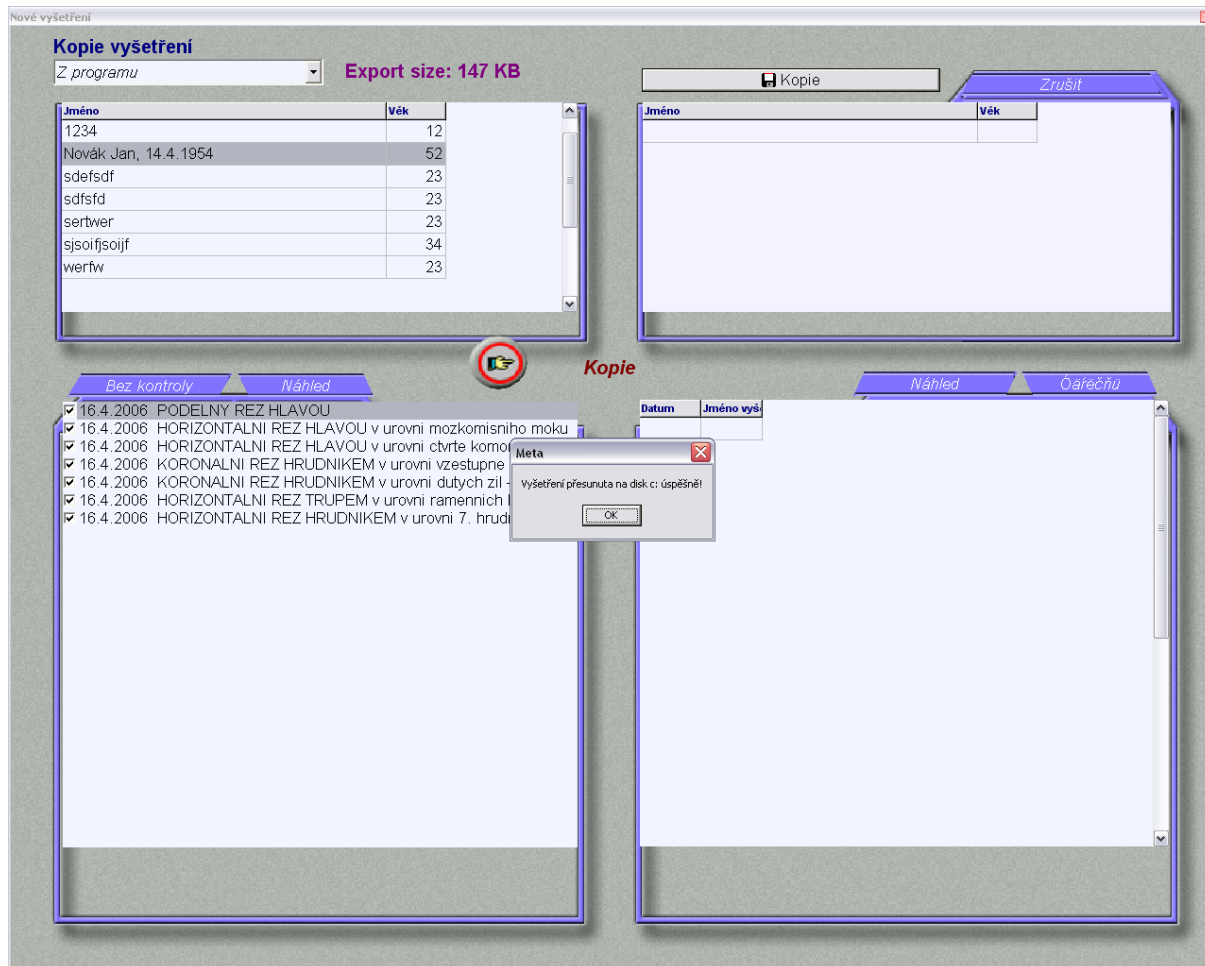 Nové vyšetření
Kopie vyšetření
Z programu
Export size: 147 KB
Kopie
Zrušit
Jméno Věk
1234 12
Novák Jan, 14.4.1954 52
sdefsdf 23
sdfsfd 23
sertwer 23
sjsoifjsoijf 34
werfw 23
Jméno Věk
Kopie
Bez kontroly Náhled
16.4.2006 PODELNY REZ HLAVOU
16.4.2006 HORIZONTALNI REZ HLAVOU v urovni mozkomisniho moku
16.4.2006 HORIZONTALNI REZ HLAVOU v urovni ctvrte komor
16.4.2006 KORONALNI REZ HRUDNIKEM v urovni vzestupne
16.4.2006 KORONALNI REZ HRUDNIKEM v urovni dutych zil -
16.4.2006 HORIZONTALNI REZ TRUPEM v urovni ramennich
16.4.2006 HORIZONTALNI REZ HRUDNIKEM v urovni 7. hrud
Náhled Óářečňü
Datum Jméno vyš
Meta
Vyšetření přesunuta na disk c: úspěšně!
OK